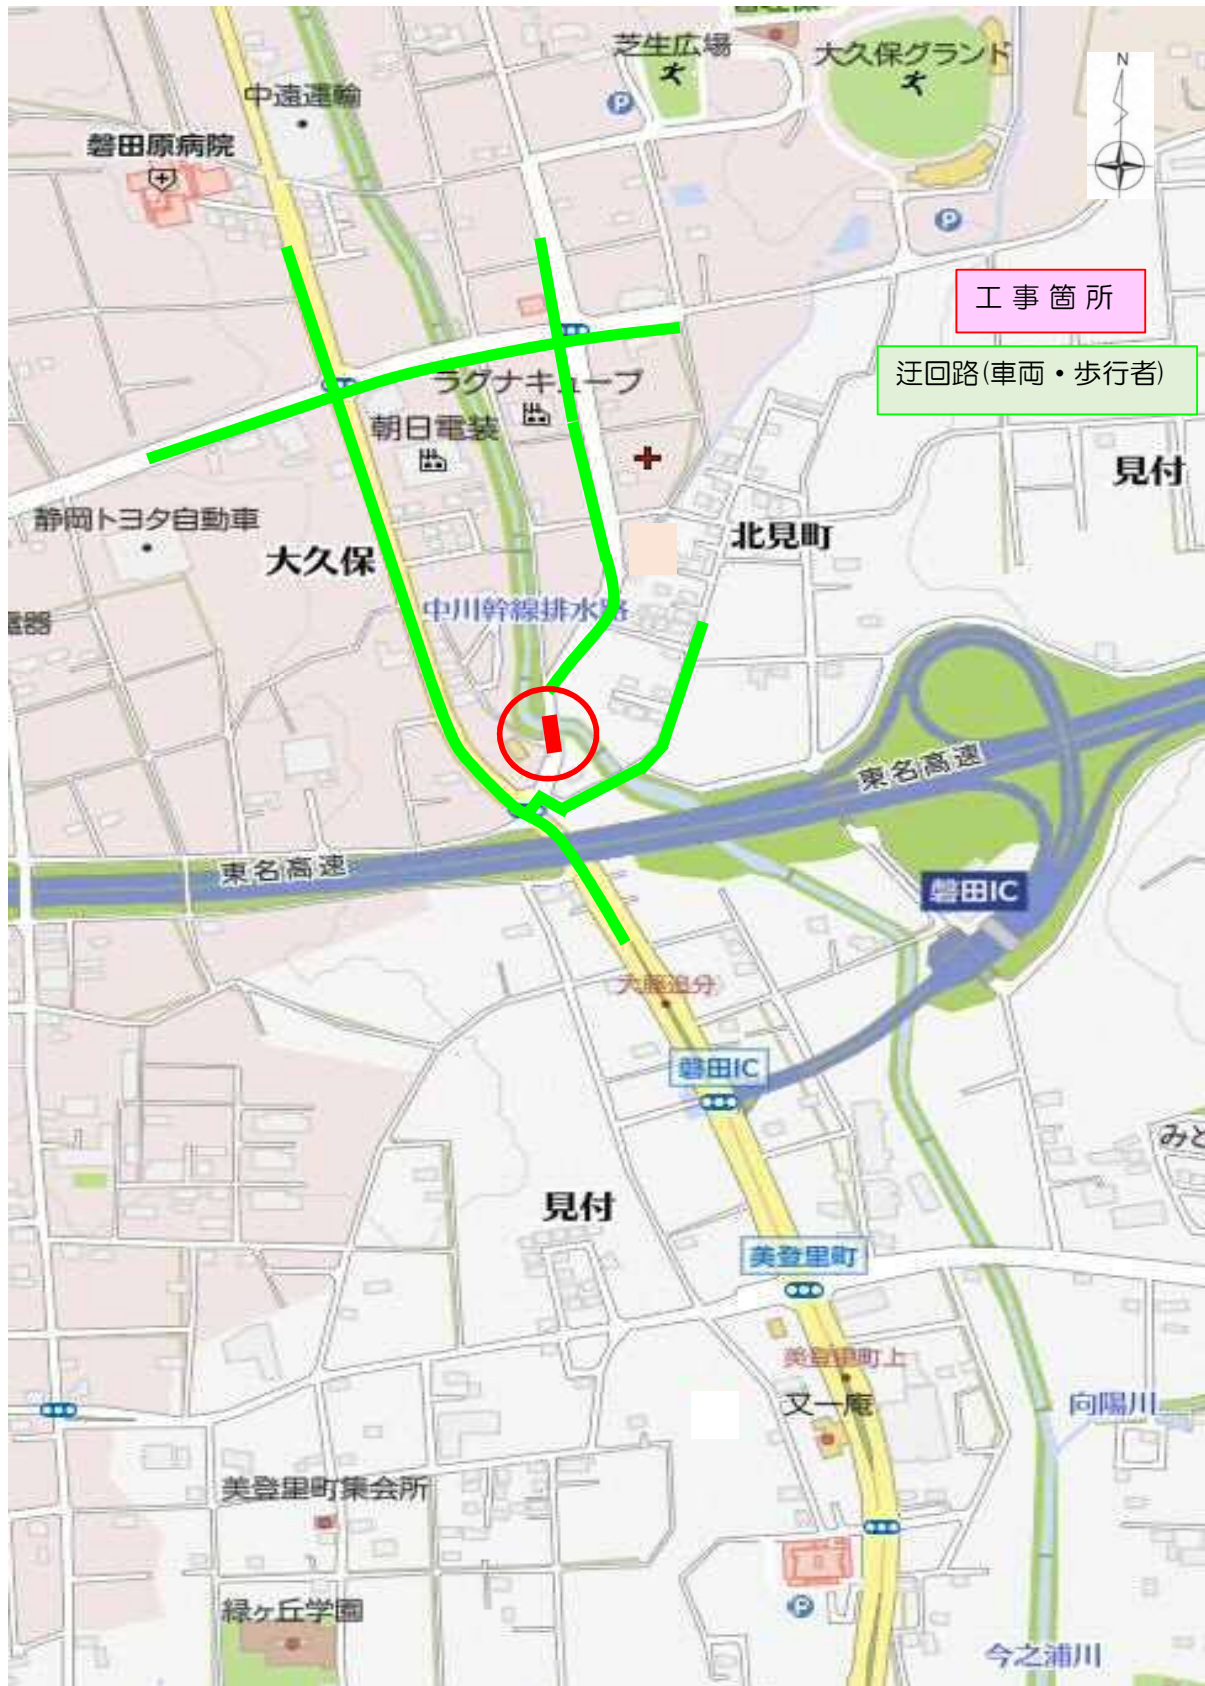 芝生広場
大久保グランド
N
中遠運輸
P
磐田原病院
P
工事箇所
迂回路(車両・歩行者)
ラグナキューブ
朝日電装
見付
静岡トヨタ自動車
北見町
大久保
中川幹線排水路
東名高速
東名高速
磐田IC
大藤追分
磐田IC
みど
見付
美登里町
美登里町上
又一庵
向陽川
美登里町集会所
緑ヶ丘学園
P
今之浦川